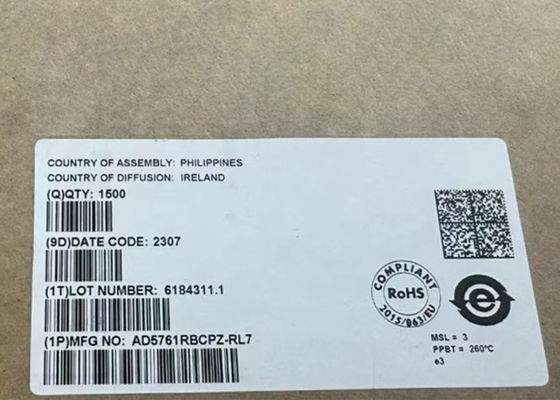 COUNTRY OF ASSEMBLY: PHILIPPINES
COUNTRY OF DIFFUSION: IRELAND
(Q)QTY: 1500
(9D)DATE CODE: 2307
(1T)LOT NUMBER: 6184311.1
(1P)MFG NO: AD5761RBCPZ-RL7
COMPLIANT
RoHS
2015/863/EU
e
MSL = 3
PPBT = 260°C
e3